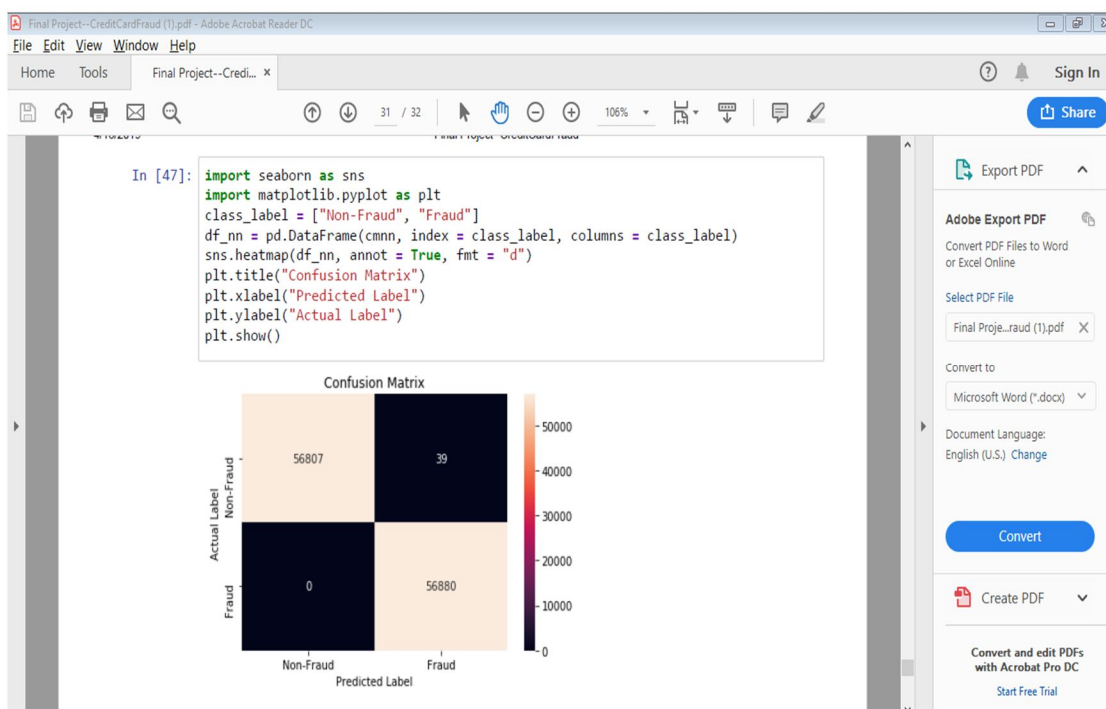 Final Project--CreditCardFraud (1).pdf - Adobe Acrobat Reader DC
File Edit View Window Help
Home Tools Final Project--Credi... × Sign In
31 / 32 106% Share
4/16/2019 Final Project--CreditCardFraud
In [47]: import seaborn as sns
import matplotlib.pyplot as plt
class_label = ["Non-Fraud", "Fraud"]
df_nn = pd.DataFrame(cmnn, index = class_label, columns = class_label)
sns.heatmap(df_nn, annot = True, fmt = "d")
plt.title("Confusion Matrix")
plt.xlabel("Predicted Label")
plt.ylabel("Actual Label")
plt.show()
Confusion Matrix
Actual Label
Non-Fraud
Fraud
56807 39
0 56880
Non-Fraud Fraud
Predicted Label
50000
40000
30000
20000
10000
0
Export PDF
Adobe Export PDF
Convert PDF Files to Word
or Excel Online
Select PDF File
Final Proje...raud (1).pdf X
Convert to
Microsoft Word (*.docx)
Document Language:
English (U.S.) Change
Convert
Create PDF
Convert and edit PDFs
with Acrobat Pro DC
Start Free Trial